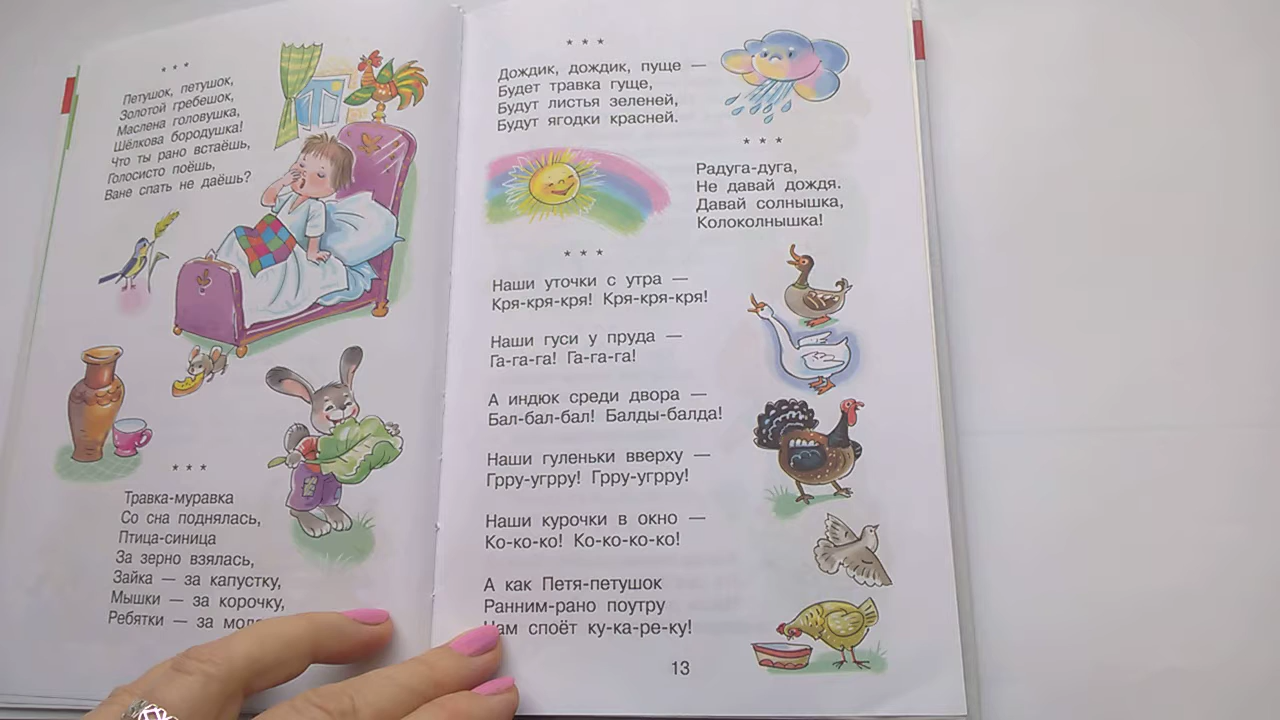 * * *
Петушок, петушок,
Золотой гребешок,
Маслена головушка,
Шёлкова бородушка!
Что ты рано встаёшь,
Голосисто поёшь,
Ване спать не даёшь?
* * *
Травка-муравка
Со сна поднялась,
Птица-синица
За зерно взялась,
Зайка — за капустку,
Мышки — за корочку,
Ребятки — за
* * *
Дождик, дождик, пуще —
Будет травка гуще,
Будут листья зеленей,
Будут ягодки красней.
* * *
Радуга-дуга,
Не давай дождя.
Давай солнышка,
Колоколнышка!
* * *
Наши уточки с утра —
Кря-кря-кря! Кря-кря-кря!
Наши гуси у пруда —
Га-га-га! Га-га-га!
А индюк среди двора —
Бал-бал-бал! Балды-балда!
Наши гуленьки вверху —
Грру-угрру! Грру-угрру!
Наши курочки в окно —
Ко-ко-ко! Ко-ко-ко-ко!
А как Петя-петушок
Ранним-рано поутру
Нам споёт ку-ка-ре-ку!
13